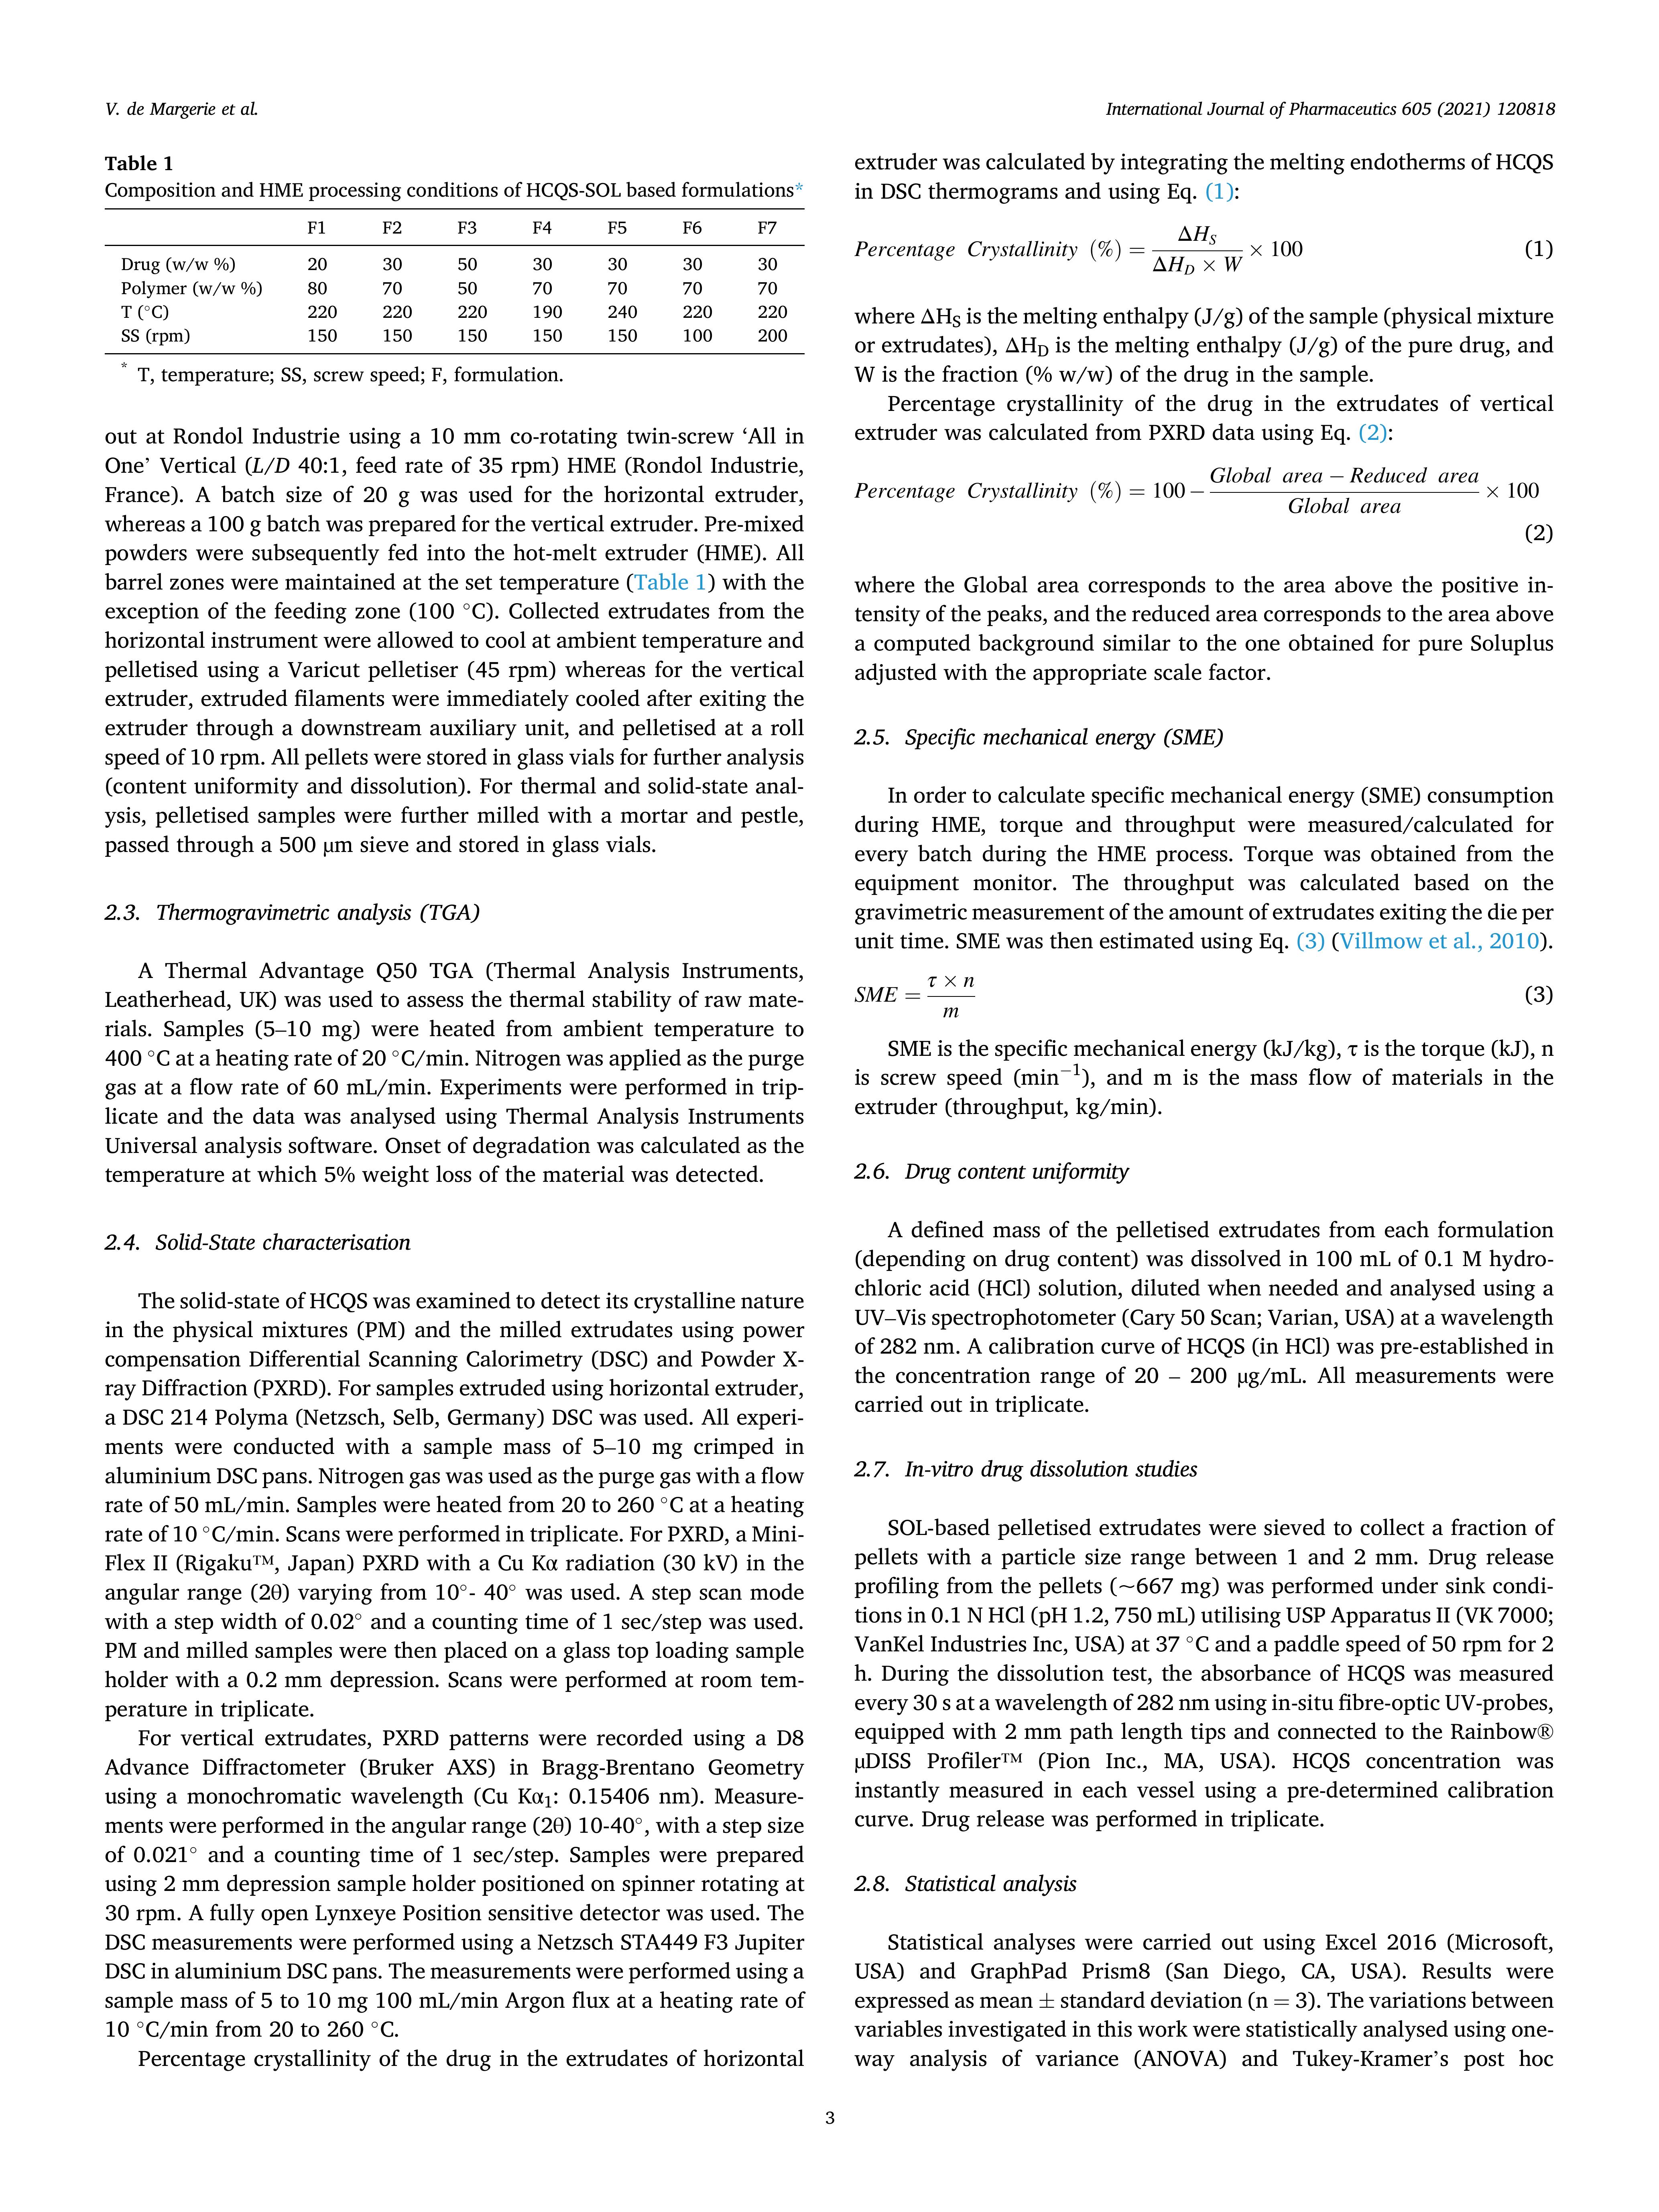 V. de Margerie et al.
International Journal of Pharmaceutics 605 (2021) 120818
Table 1
Composition and HME processing conditions of HCQS-SOL based formulations*
F1 F2 F3 F4 F5 F6 F7
Drug (w/w %) 20 30 50 30 30 30 30
Polymer (w/w %) 80 70 50 70 70 70 70
T (°C) 220 220 220 190 240 220 220
SS (rpm) 150 150 150 150 150 100 200
* T, temperature; SS, screw speed; F, formulation.
out at Rondol Industrie using a 10 mm co-rotating twin-screw ‘All in
One’ Vertical (L/D 40:1, feed rate of 35 rpm) HME (Rondol Industrie,
France). A batch size of 20 g was used for the horizontal extruder,
whereas a 100 g batch was prepared for the vertical extruder. Pre-mixed
powders were subsequently fed into the hot-melt extruder (HME). All
barrel zones were maintained at the set temperature (Table 1) with the
exception of the feeding zone (100 °C). Collected extrudates from the
horizontal instrument were allowed to cool at ambient temperature and
pelletised using a Varicut pelletiser (45 rpm) whereas for the vertical
extruder, extruded filaments were immediately cooled after exiting the
extruder through a downstream auxiliary unit, and pelletised at a roll
speed of 10 rpm. All pellets were stored in glass vials for further analysis
(content uniformity and dissolution). For thermal and solid-state anal-
ysis, pelletised samples were further milled with a mortar and pestle,
passed through a 500 µm sieve and stored in glass vials.
2.3. Thermogravimetric analysis (TGA)
A Thermal Advantage Q50 TGA (Thermal Analysis Instruments,
Leatherhead, UK) was used to assess the thermal stability of raw mate-
rials. Samples (5–10 mg) were heated from ambient temperature to
400 °C at a heating rate of 20 °C/min. Nitrogen was applied as the purge
gas at a flow rate of 60 mL/min. Experiments were performed in trip-
licate and the data was analysed using Thermal Analysis Instruments
Universal analysis software. Onset of degradation was calculated as the
temperature at which 5% weight loss of the material was detected.
2.4. Solid-State characterisation
The solid-state of HCQS was examined to detect its crystalline nature
in the physical mixtures (PM) and the milled extrudates using power
compensation Differential Scanning Calorimetry (DSC) and Powder X-
ray Diffraction (PXRD). For samples extruded using horizontal extruder,
a DSC 214 Polyma (Netzsch, Selb, Germany) DSC was used. All experi-
ments were conducted with a sample mass of 5–10 mg crimped in
aluminium DSC pans. Nitrogen gas was used as the purge gas with a flow
rate of 50 mL/min. Samples were heated from 20 to 260 °C at a heating
rate of 10 °C/min. Scans were performed in triplicate. For PXRD, a Mini-
Flex II (Rigaku™, Japan) PXRD with a Cu Kα radiation (30 kV) in the
angular range (2θ) varying from 10°- 40° was used. A step scan mode
with a step width of 0.02° and a counting time of 1 sec/step was used.
PM and milled samples were then placed on a glass top loading sample
holder with a 0.2 mm depression. Scans were performed at room tem-
perature in triplicate.
For vertical extrudates, PXRD patterns were recorded using a D8
Advance Diffractometer (Bruker AXS) in Bragg-Brentano Geometry
using a monochromatic wavelength (Cu Kα₁: 0.15406 nm). Measure-
ments were performed in the angular range (2θ) 10-40°, with a step size
of 0.021° and a counting time of 1 sec/step. Samples were prepared
using 2 mm depression sample holder positioned on spinner rotating at
30 rpm. A fully open Lynxeye Position sensitive detector was used. The
DSC measurements were performed using a Netzsch STA449 F3 Jupiter
DSC in aluminium DSC pans. The measurements were performed using a
sample mass of 5 to 10 mg 100 mL/min Argon flux at a heating rate of
10 °C/min from 20 to 260 °C.
Percentage crystallinity of the drug in the extrudates of horizontal
extruder was calculated by integrating the melting endotherms of HCQS
in DSC thermograms and using Eq. (1):
Percentage Crystallinity (%) = ΔH_S / (ΔH_D × W) × 100 (1)
where ΔH_S is the melting enthalpy (J/g) of the sample (physical mixture
or extrudates), ΔH_D is the melting enthalpy (J/g) of the pure drug, and
W is the fraction (% w/w) of the drug in the sample.
Percentage crystallinity of the drug in the extrudates of vertical
extruder was calculated from PXRD data using Eq. (2):
Percentage Crystallinity (%) = 100 − (Global area − Reduced area) / Global area × 100
(2)
where the Global area corresponds to the area above the positive in-
tensity of the peaks, and the reduced area corresponds to the area above
a computed background similar to the one obtained for pure Soluplus
adjusted with the appropriate scale factor.
2.5. Specific mechanical energy (SME)
In order to calculate specific mechanical energy (SME) consumption
during HME, torque and throughput were measured/calculated for
every batch during the HME process. Torque was obtained from the
equipment monitor. The throughput was calculated based on the
gravimetric measurement of the amount of extrudates exiting the die per
unit time. SME was then estimated using Eq. (3) (Villmow et al., 2010).
SME = (τ × n) / m (3)
SME is the specific mechanical energy (kJ/kg), τ is the torque (kJ), n
is screw speed (min⁻¹), and m is the mass flow of materials in the
extruder (throughput, kg/min).
2.6. Drug content uniformity
A defined mass of the pelletised extrudates from each formulation
(depending on drug content) was dissolved in 100 mL of 0.1 M hydro-
chloric acid (HCl) solution, diluted when needed and analysed using a
UV–Vis spectrophotometer (Cary 50 Scan; Varian, USA) at a wavelength
of 282 nm. A calibration curve of HCQS (in HCl) was pre-established in
the concentration range of 20 – 200 µg/mL. All measurements were
carried out in triplicate.
2.7. In-vitro drug dissolution studies
SOL-based pelletised extrudates were sieved to collect a fraction of
pellets with a particle size range between 1 and 2 mm. Drug release
profiling from the pellets (~667 mg) was performed under sink condi-
tions in 0.1 N HCl (pH 1.2, 750 mL) utilising USP Apparatus II (VK 7000;
VanKel Industries Inc, USA) at 37 °C and a paddle speed of 50 rpm for 2
h. During the dissolution test, the absorbance of HCQS was measured
every 30 s at a wavelength of 282 nm using in-situ fibre-optic UV-probes,
equipped with 2 mm path length tips and connected to the Rainbow®
µDISS Profiler™ (Pion Inc., MA, USA). HCQS concentration was
instantly measured in each vessel using a pre-determined calibration
curve. Drug release was performed in triplicate.
2.8. Statistical analysis
Statistical analyses were carried out using Excel 2016 (Microsoft,
USA) and GraphPad Prism8 (San Diego, CA, USA). Results were
expressed as mean ± standard deviation (n = 3). The variations between
variables investigated in this work were statistically analysed using one-
way analysis of variance (ANOVA) and Tukey-Kramer’s post hoc
3